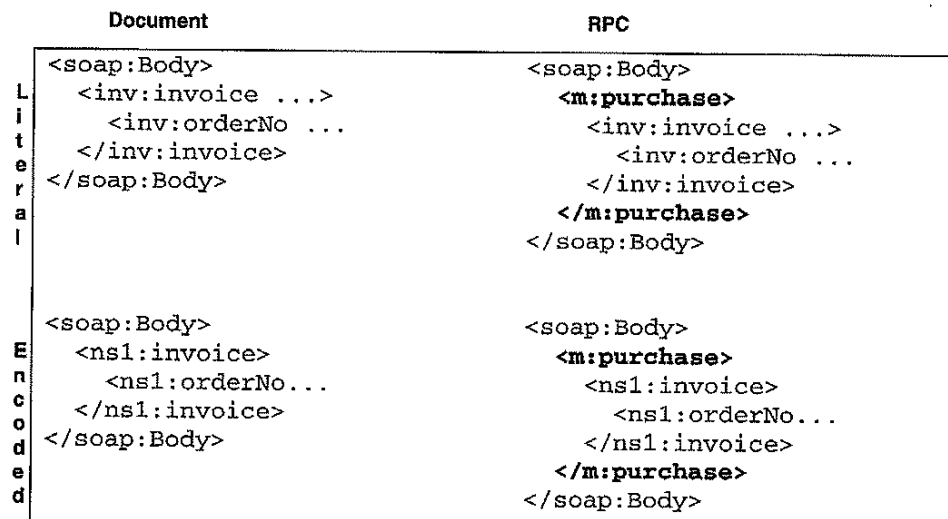 Document
RPC
Literal
<soap:Body>
<inv:invoice ...>
<inv:orderNo ...
</inv:invoice>
</soap:Body>
<soap:Body>
<m:purchase>
<inv:invoice ...>
<inv:orderNo ...
</inv:invoice>
</m:purchase>
</soap:Body>
Encoded
<soap:Body>
<ns1:invoice>
<ns1:orderNo...
</ns1:invoice>
</soap:Body>
<soap:Body>
<m:purchase>
<ns1:invoice>
<ns1:orderNo...
</ns1:invoice>
</m:purchase>
</soap:Body>